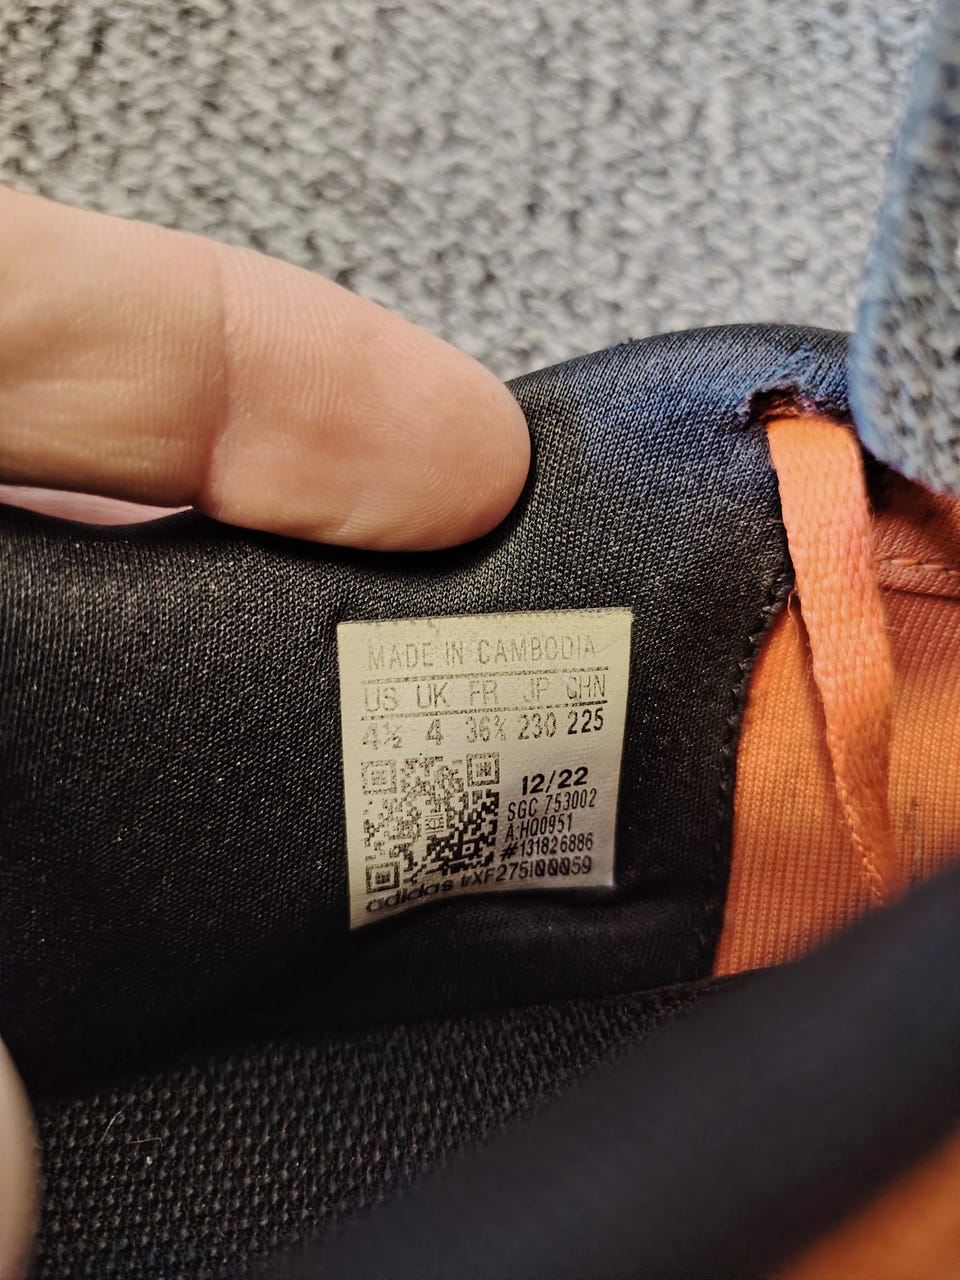 MADE IN CAMBODIA
US UK FR JP CHN
4½ 4 36⅔ 230 225
12/22
SGC 753002
A:HQ0951
#131826886
adidas trXF275I00059